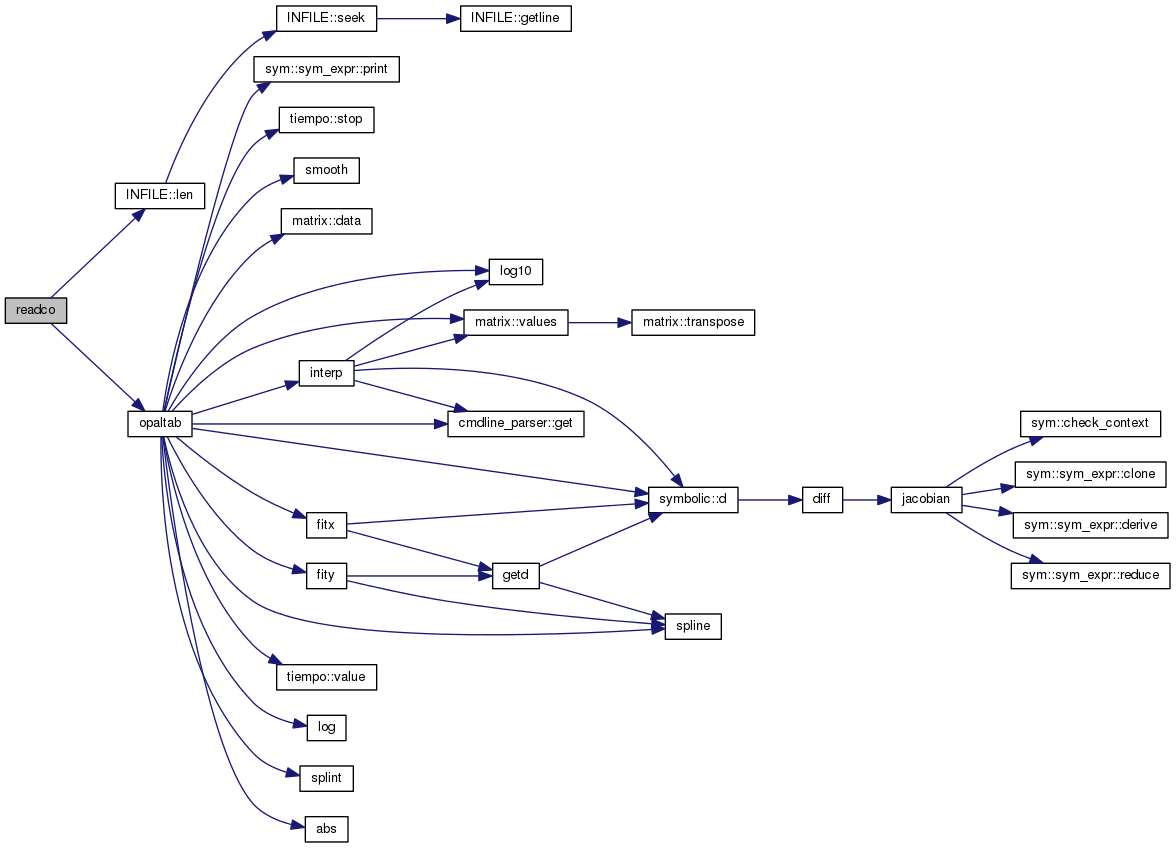 INFILE::seek
INFILE::getline
sym::sym_expr::print
tiempo::stop
smooth
INFILE::len
matrix::data
log10
readco
matrix::values
matrix::transpose
interp
opaltab
cmdline_parser::get
sym::check_context
sym::sym_expr::clone
symbolic::d
diff
jacobian
fitx
sym::sym_expr::derive
fity
getd
sym::sym_expr::reduce
spline
tiempo::value
log
splint
abs